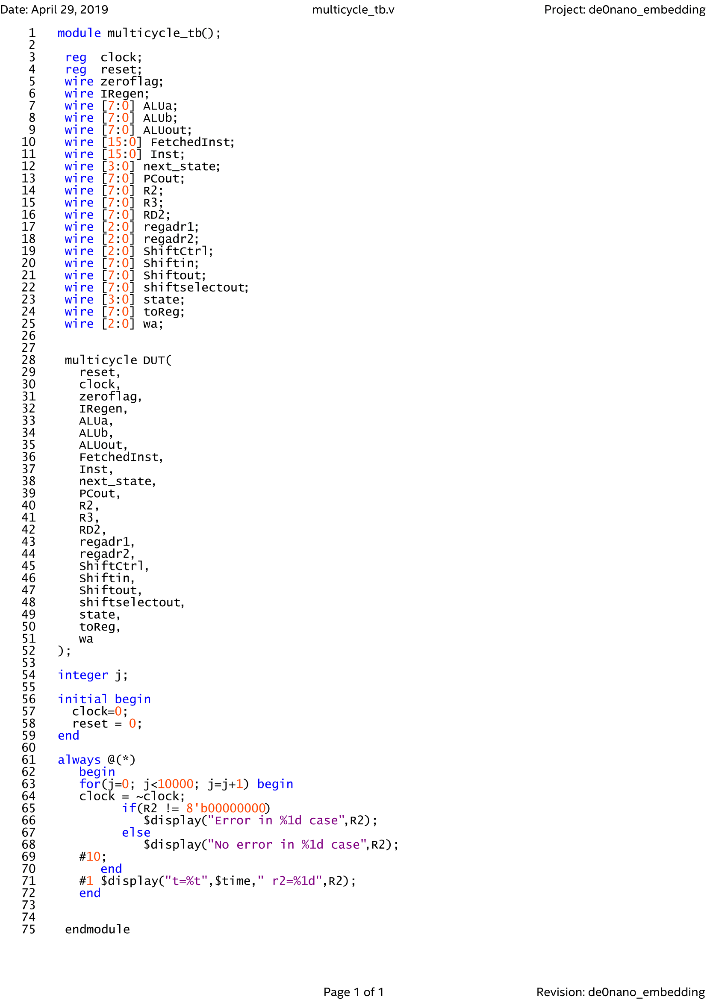 Date: April 29, 2019 multicycle_tb.v Project: de0nano_embedding
1 module multicycle_tb();
2
3 reg clock;
4 reg reset;
5 wire zeroflag;
6 wire IRegen;
7 wire [7:0] ALUa;
8 wire [7:0] ALUb;
9 wire [7:0] ALUout;
10 wire [15:0] FetchedInst;
11 wire [15:0] Inst;
12 wire [3:0] next_state;
13 wire [7:0] PCout;
14 wire [7:0] R2;
15 wire [7:0] R3;
16 wire [7:0] RD2;
17 wire [2:0] regadr1;
18 wire [2:0] regadr2;
19 wire [2:0] ShiftCtrl;
20 wire [7:0] Shiftin;
21 wire [7:0] Shiftout;
22 wire [7:0] shiftselectout;
23 wire [3:0] state;
24 wire [7:0] toReg;
25 wire [2:0] wa;
26
27
28 multicycle DUT(
29 reset,
30 clock,
31 zeroflag,
32 IRegen,
33 ALUa,
34 ALUb,
35 ALUout,
36 FetchedInst,
37 Inst,
38 next_state,
39 PCout,
40 R2,
41 R3,
42 RD2,
43 regadr1,
44 regadr2,
45 ShiftCtrl,
46 Shiftin,
47 Shiftout,
48 shiftselectout,
49 state,
50 toReg,
51 wa
52 );
53
54 integer j;
55
56 initial begin
57 clock=0;
58 reset = 0;
59 end
60
61 always @(*)
62 begin
63 for(j=0; j<10000; j=j+1) begin
64 clock = ~clock;
65 if(R2 != 8'b00000000)
66 $display("Error in %1d case",R2);
67 else
68 $display("No error in %1d case",R2);
69 #10;
70 end
71 #1 $display("t=%t",$time," r2=%1d",R2);
72 end
73
74
75 endmodule
Page 1 of 1 Revision: de0nano_embedding